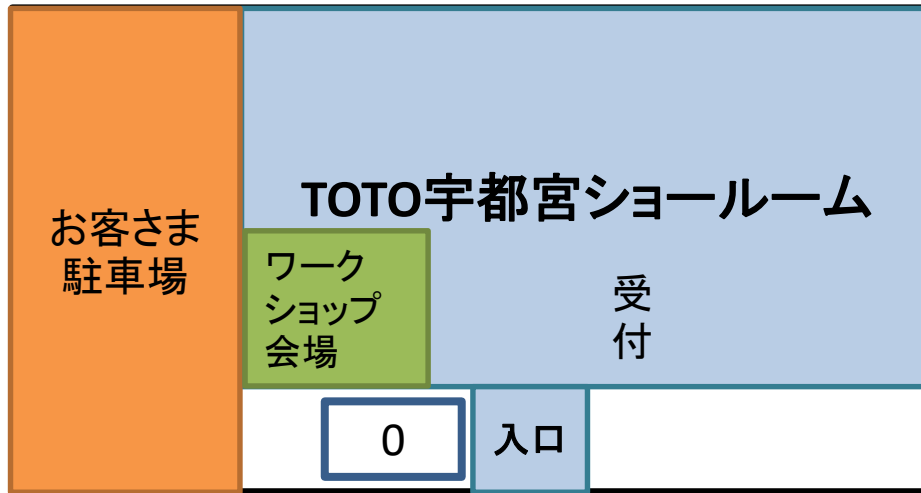 TOTO宇都宮ショールーム
お客さま
駐車場
ワーク
ショップ
会場
受
付
0
入口